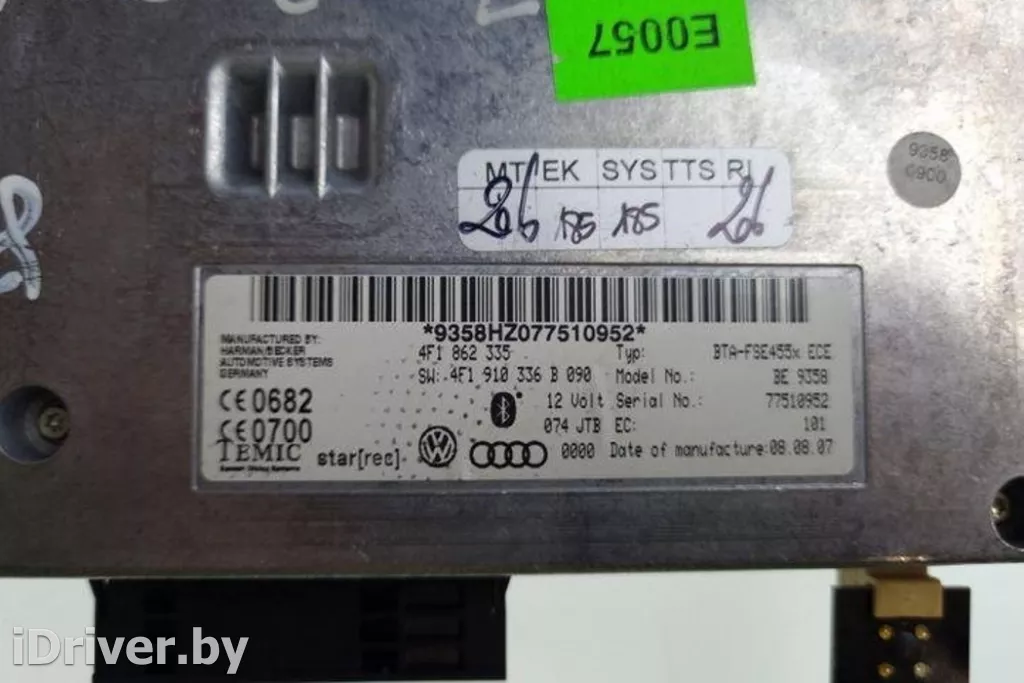 E0057
MT EK SYS TTS RL
185 185 26
9358
0900
*9358HZ077510952*
MANUFACTURED BY:
HARMAN/BECKER
AUTOMOTIVE SYSTEMS
GERMANY
4F1 862 335 Typ: BTA-FSE455x ECE
SW: 4F1 910 336 B 090 Model No.: BE 9358
CE 0682 12 Volt Serial No.: 77510952
CE 0700 074 JTB EC: 101
TEMIC star[rec] 0000 Date of manufacture: 08.08.07
iDriver.by